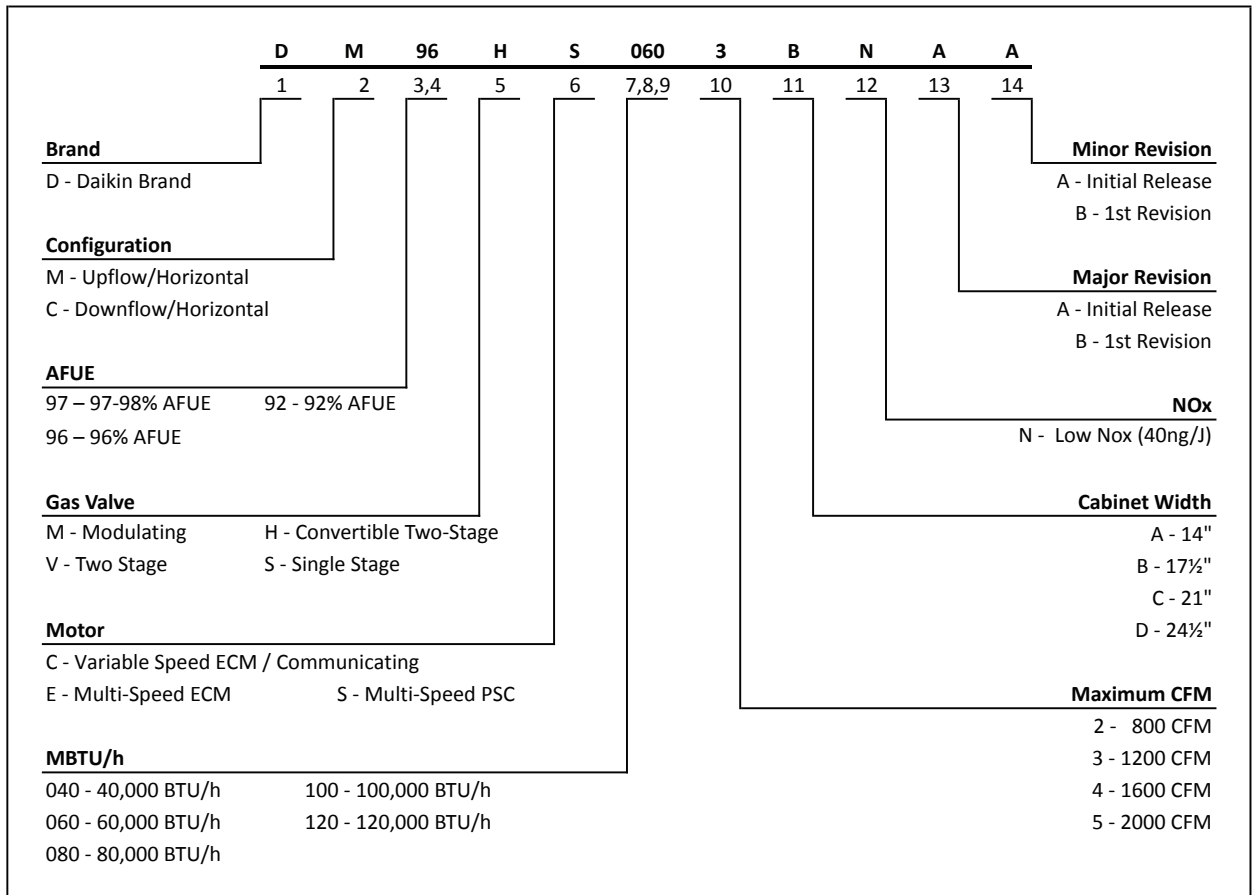 D M 96 H S 060 3 B N A A
1 2 3,4 5 6 7,8,9 10 11 12 13 14
Brand
D - Daikin Brand
Configuration
M - Upflow/Horizontal
C - Downflow/Horizontal
AFUE
97 – 97-98% AFUE 92 - 92% AFUE
96 – 96% AFUE
Gas Valve
M - Modulating H - Convertible Two-Stage
V - Two Stage S - Single Stage
Motor
C - Variable Speed ECM / Communicating
E - Multi-Speed ECM S - Multi-Speed PSC
MBTU/h
040 - 40,000 BTU/h 100 - 100,000 BTU/h
060 - 60,000 BTU/h 120 - 120,000 BTU/h
080 - 80,000 BTU/h
Minor Revision
A - Initial Release
B - 1st Revision
Major Revision
A - Initial Release
B - 1st Revision
NOx
N - Low Nox (40ng/J)
Cabinet Width
A - 14"
B - 17½"
C - 21"
D - 24½"
Maximum CFM
2 - 800 CFM
3 - 1200 CFM
4 - 1600 CFM
5 - 2000 CFM